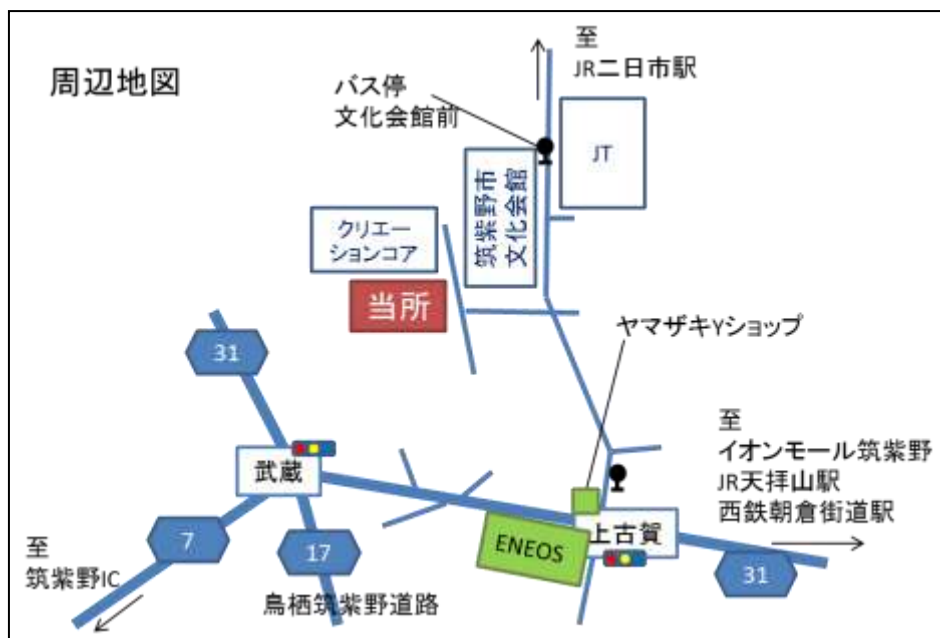 周辺地図
至
JR二日市駅
バス停
文化会館前
JT
筑紫野市
文化会館
クリエー
ションコア
当所
ヤマザキYショップ
31
武蔵
至
イオンモール筑紫野
JR天拝山駅
西鉄朝倉街道駅
上古賀
ENEOS
7
17
31
至
筑紫野IC
鳥栖筑紫野道路